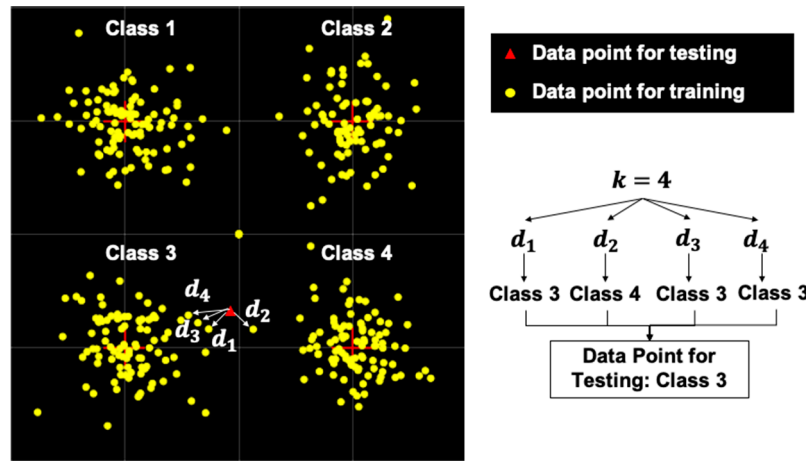 Class 1
Class 2
Class 3
Class 4
d4
d3
d1
d2
Data point for testing
Data point for training
k = 4
d1
d2
d3
d4
Class 3
Class 4
Class 3
Class 3
Data Point for
Testing: Class 3